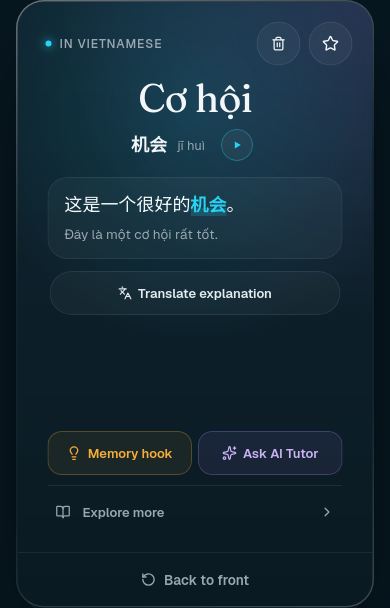 IN VIETNAMESE
Cơ hội
机会 jī huì
这是一个很好的机会。
Đây là một cơ hội rất tốt.
Translate explanation
Memory hook
Ask AI Tutor
Explore more
Back to front